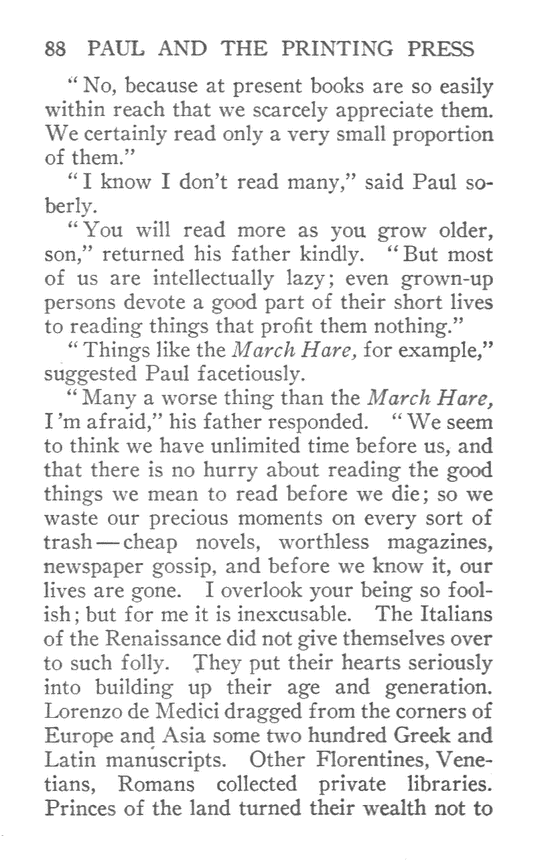 88 PAUL AND THE PRINTING PRESS
“ No, because at present books are so easily
within reach that we scarcely appreciate them.
We certainly read only a very small proportion
of them.”
“ I know I don’t read many,” said Paul so-
berly.
“ You will read more as you grow older,
son,” returned his father kindly. “ But most
of us are intellectually lazy; even grown-up
persons devote a good part of their short lives
to reading things that profit them nothing.”
“ Things like the March Hare, for example,”
suggested Paul facetiously.
“ Many a worse thing than the March Hare,
I ’m afraid,” his father responded. “ We seem
to think we have unlimited time before us, and
that there is no hurry about reading the good
things we mean to read before we die; so we
waste our precious moments on every sort of
trash — cheap novels, worthless magazines,
newspaper gossip, and before we know it, our
lives are gone. I overlook your being so fool-
ish; but for me it is inexcusable. The Italians
of the Renaissance did not give themselves over
to such folly. They put their hearts seriously
into building up their age and generation.
Lorenzo de Medici dragged from the corners of
Europe and Asia some two hundred Greek and
Latin manuscripts. Other Florentines, Vene-
tians, Romans collected private libraries.
Princes of the land turned their wealth not to